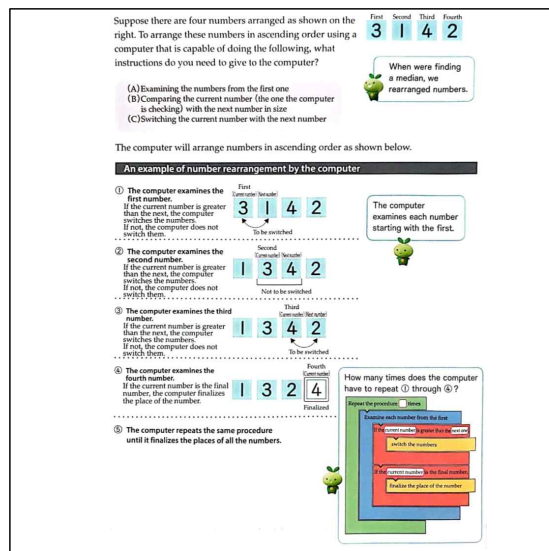 Suppose there are four numbers arranged as shown on the
right. To arrange these numbers in ascending order using a
computer that is capable of doing the following, what
instructions do you need to give to the computer?
First Second Third Fourth
3 1 4 2
When were finding
a median, we
rearranged numbers.
(A)Examining the numbers from the first one
(B)Comparing the current number (the one the computer
is checking) with the next number in size
(C)Switching the current number with the next number
The computer will arrange numbers in ascending order as shown below.
An example of number rearrangement by the computer
① The computer examines the
first number.
If the current number is greater
than the next, the computer
switches the numbers.
If not, the computer does not
switch them.
First
Current number Next number
3 1 4 2
To be switched
The computer
examines each number
starting with the first.
② The computer examines the
second number.
If the current number is greater
than the next, the computer
switches the numbers.
If not, the computer does not
switch them.
Second
Current number Next number
1 3 4 2
Not to be switched
③ The computer examines the third
number.
If the current number is greater
than the next, the computer
switches the numbers.
If not, the computer does not
switch them.
Third
Current number Next number
1 3 4 2
To be switched
④ The computer examines the
fourth number.
If the current number is the final
number, the computer finalizes
the place of the number.
Fourth
Current number
1 3 2 4
Finalized
⑤ The computer repeats the same procedure
until it finalizes the places of all the numbers.
How many times does the computer
have to repeat ① through ④?
Repeat the procedure times
Examine each number from the first
If the current number is greater than the next one
switch the numbers
If the current number is the final number,
finalize the place of the number